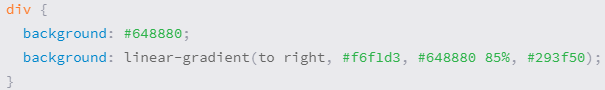 div {
  background: #648880;
  background: linear-gradient(to right, #f6f1d3, #648880 85%, #293f50);
}